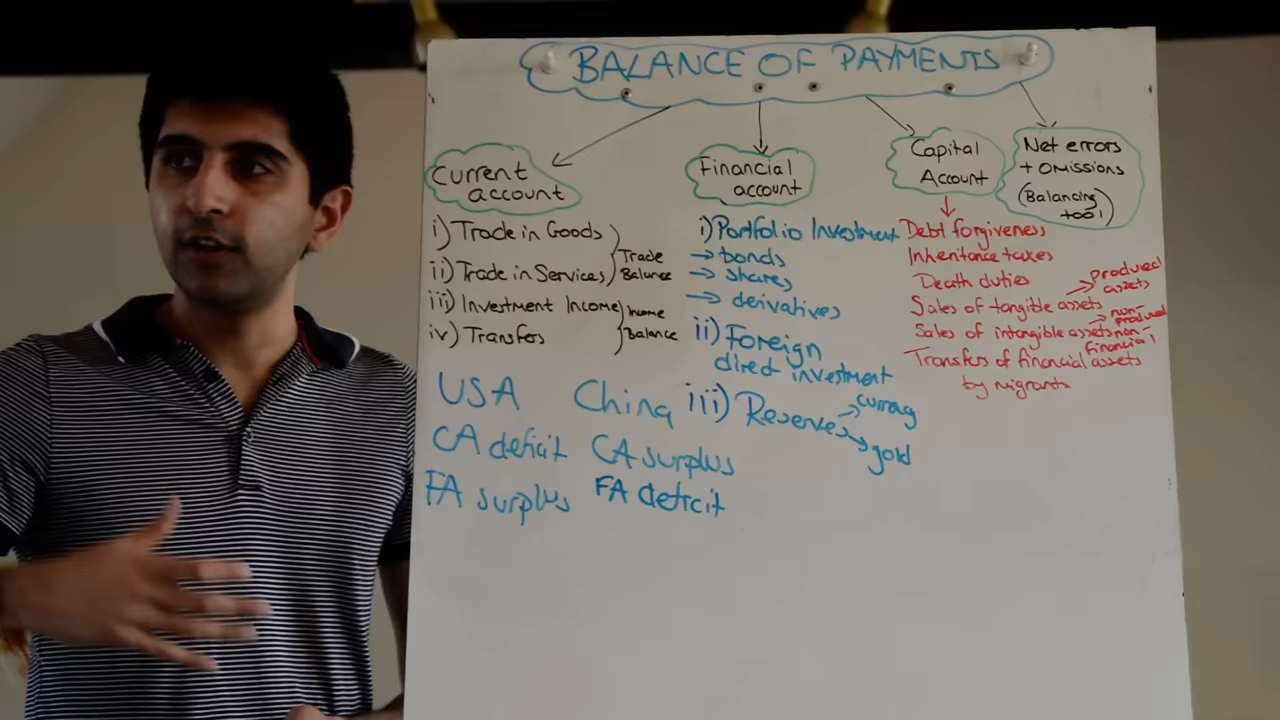 BALANCE OF PAYMENTS
Current
account
i) Trade in Goods
ii) Trade in Services
Trade
Balance
iii) Investment Income
iv) Transfers
Income
Balance
USA
CA deficit
FA surplus
China
CA surplus
FA deficit
Financial
account
i) Portfolio Investment
→ bonds
→ shares
→ derivatives
ii) Foreign
direct investment
iii) Reserves
→ currency
→ gold
Capital
Account
Debt forgiveness
Inheritance taxes
Death duties
Sales of tangible assets
→ produced
assets
Sales of intangible assets
→ non-
produced
non-
financial
Transfers of financial assets
by migrants
Net errors
+ Omissions
(Balancing
tool)